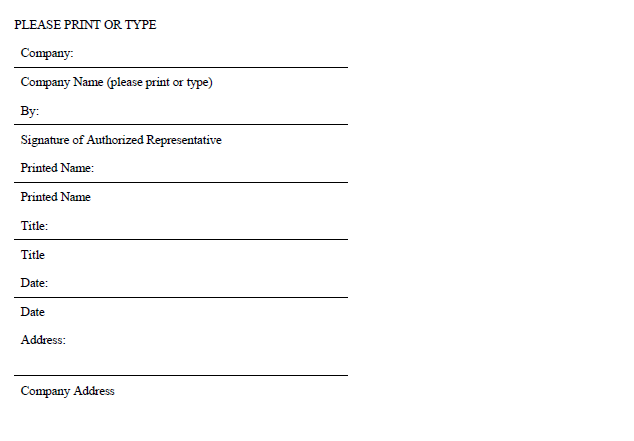 PLEASE PRINT OR TYPE
Company:
Company Name (please print or type)
By:
Signature of Authorized Representative
Printed Name:
Printed Name
Title:
Title
Date:
Date
Address:
Company Address